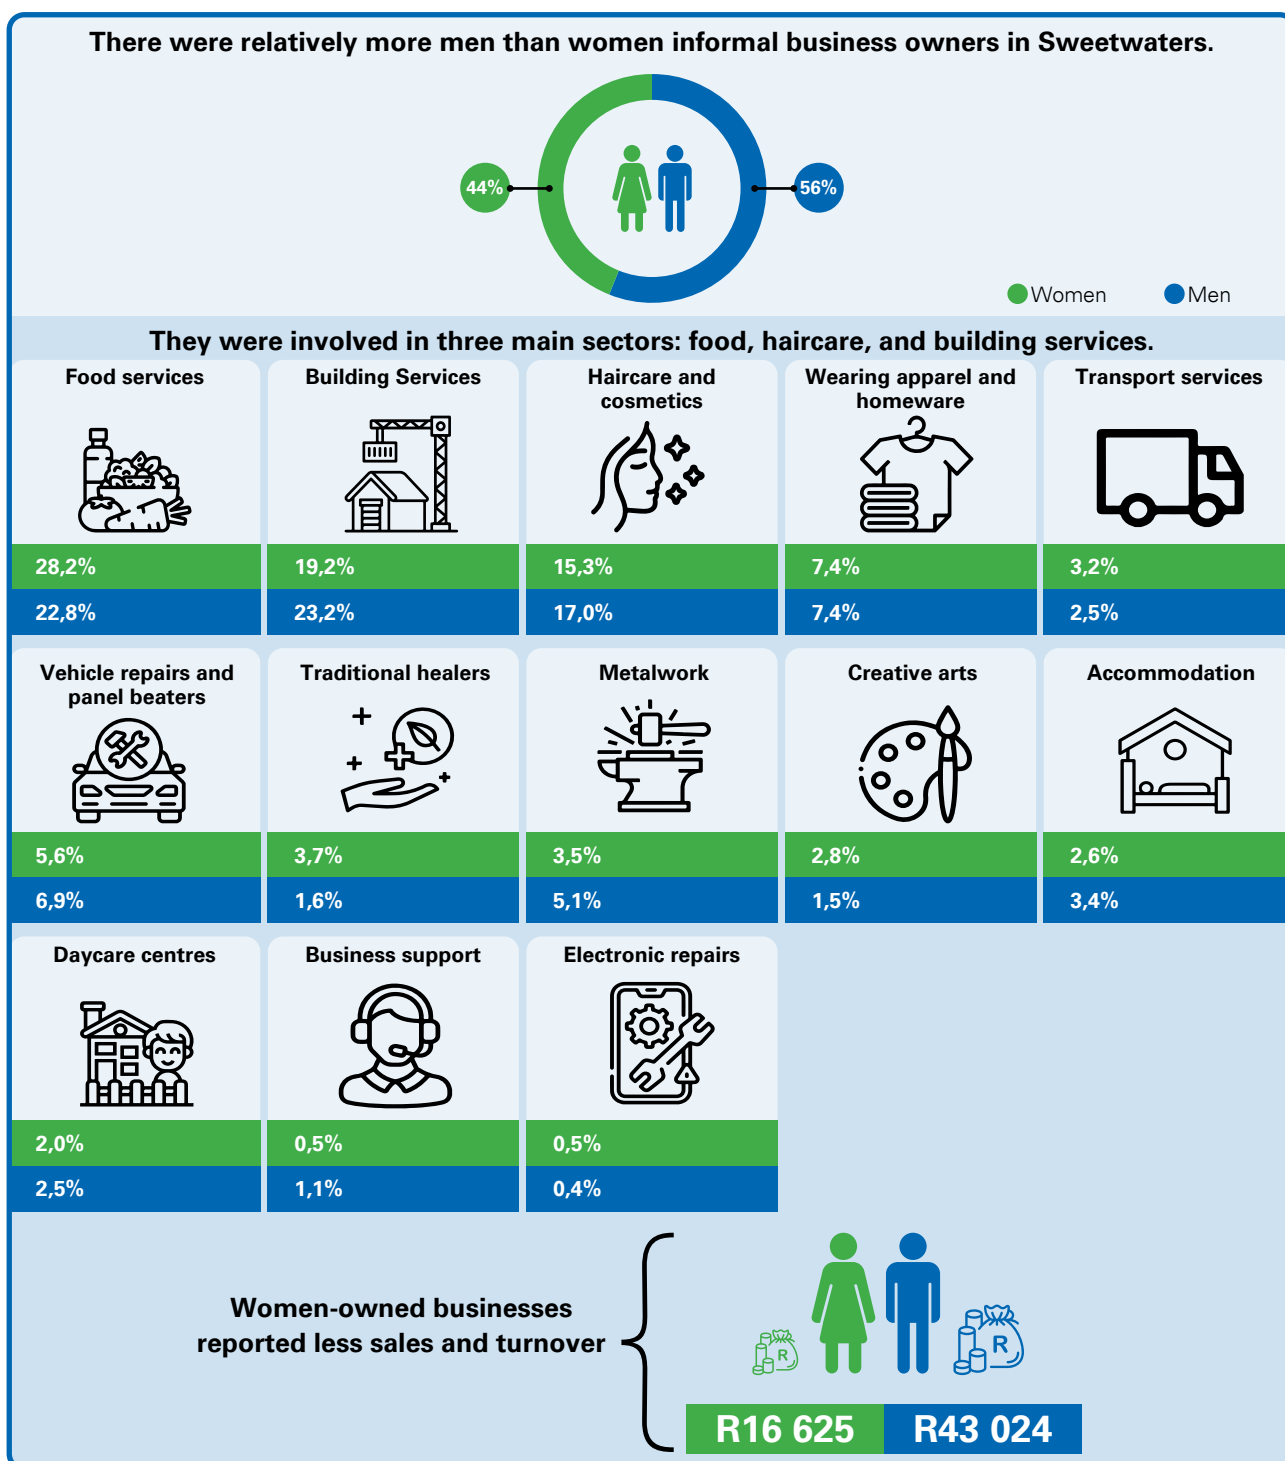 There were relatively more men than women informal business owners in Sweetwaters.
44%
56%
Women
Men
They were involved in three main sectors: food, haircare, and building services.
Food services
28,2%
22,8%
Building Services
19,2%
23,2%
Haircare and
cosmetics
15,3%
17,0%
Wearing apparel and
homeware
7,4%
7,4%
Transport services
3,2%
2,5%
Vehicle repairs and
panel beaters
5,6%
6,9%
Traditional healers
3,7%
1,6%
Metalwork
3,5%
5,1%
Creative arts
2,8%
1,5%
Accommodation
2,6%
3,4%
Daycare centres
2,0%
2,5%
Business support
0,5%
1,1%
Electronic repairs
0,5%
0,4%
Women-owned businesses
reported less sales and turnover
R
R
R16 625
R43 024